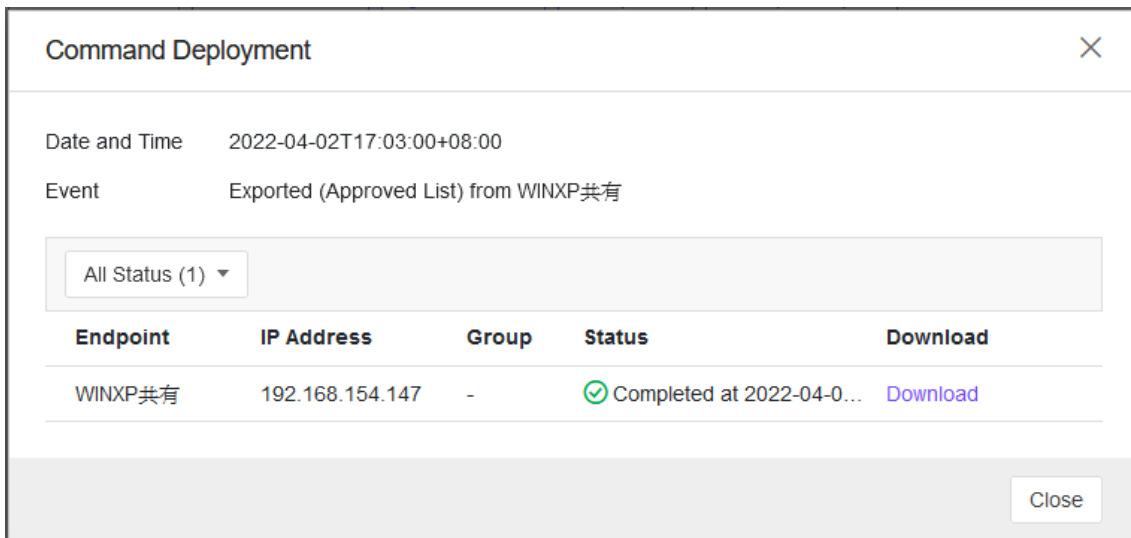 Command Deployment
Date and Time 2022-04-02T17:03:00+08:00
Event Exported (Approved List) from WINXP共有
All Status (1)
Endpoint IP Address Group Status Download
WINXP共有 192.168.154.147 - Completed at 2022-04-0... Download
Close